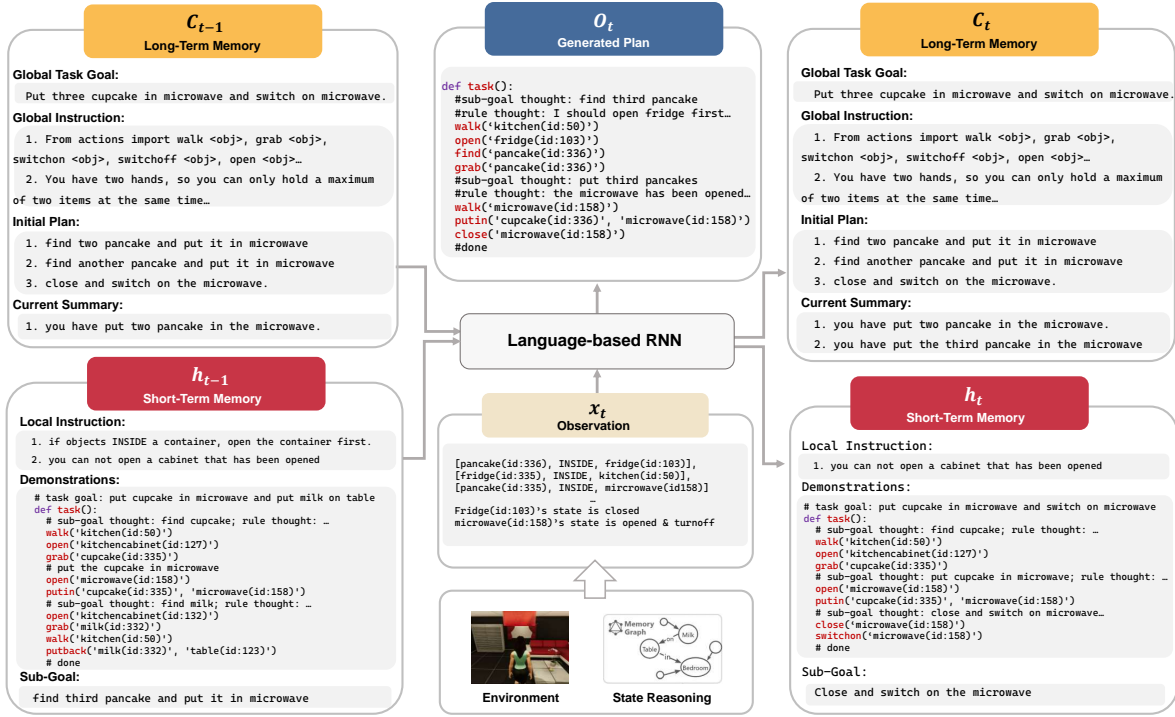 C_{t-1}
Long-Term Memory
Global Task Goal:
Put three cupcake in microwave and switch on microwave.
Global Instruction:
1. From actions import walk <obj>, grab <obj>,
switchon <obj>, switchoff <obj>, open <obj>…
2. You have two hands, so you can only hold a maximum
of two items at the same time…
Initial Plan:
1. find two pancake and put it in microwave
2. find another pancake and put it in microwave
3. close and switch on the microwave.
Current Summary:
1. you have put two pancake in the microwave.
h_{t-1}
Short-Term Memory
Local Instruction:
1. if objects INSIDE a container, open the container first.
2. you can not open a cabinet that has been opened
Demonstrations:
# task goal: put cupcake in microwave and put milk on table
def task():
# sub-goal thought: find cupcake; rule thought: …
walk('kitchen(id:50)')
open('kitchencabinet(id:127)')
grab('cupcake(id:335)')
# put the cupcake in microwave
open('microwave(id:158)')
putin('cupcake(id:335)', 'microwave(id:158)')
# sub-goal thought: find milk; rule thought: …
open('kitchencabinet(id:132)')
grab('milk(id:332)')
walk('kitchen(id:50)')
putback('milk(id:332)', 'table(id:123)')
# done
Sub-Goal:
find third pancake and put it in microwave
O_t
Generated Plan
def task():
#sub-goal thought: find third pancake
#rule thought: I should open fridge first…
walk('kitchen(id:50)')
open('fridge(id:103)')
find('pancake(id:336)')
grab('pancake(id:336)')
#sub-goal thought: put third pancakes
#rule thought: the microwave has been opened…
walk('microwave(id:158)')
putin('cupcake(id:336)', 'microwave(id:158)')
close('microwave(id:158)')
#done
Language-based RNN
x_t
Observation
[pancake(id:336), INSIDE, fridge(id:103)],
[fridge(id:335), INSIDE, kitchen(id:50)],
[pancake(id:335), INSIDE, mircrowave(id158)]
…
Fridge(id:103)'s state is closed
microwave(id:158)'s state is opened & turnoff
Environment
Memory
Graph
Milk
on
Table
in
Bedroom
State Reasoning
C_t
Long-Term Memory
Global Task Goal:
Put three cupcake in microwave and switch on microwave.
Global Instruction:
1. From actions import walk <obj>, grab <obj>,
switchon <obj>, switchoff <obj>, open <obj>…
2. You have two hands, so you can only hold a maximum
of two items at the same time…
Initial Plan:
1. find two pancake and put it in microwave
2. find another pancake and put it in microwave
3. close and switch on the microwave.
Current Summary:
1. you have put two pancake in the microwave.
2. you have put the third pancake in the microwave
h_t
Short-Term Memory
Local Instruction:
1. you can not open a cabinet that has been opened
Demonstrations:
# task goal: put cupcake in microwave and switch on microwave
def task():
# sub-goal thought: find cupcake; rule thought: …
walk('kitchen(id:50)')
open('kitchencabinet(id:127)')
grab('cupcake(id:335)')
# sub-goal thought: put cupcake in microwave; rule thought: …
open('microwave(id:158)')
putin('cupcake(id:335)', 'microwave(id:158)')
# sub-goal thought: close and switch on microwave…
close('microwave(id:158)')
switchon('microwave(id:158)')
# done
Sub-Goal:
Close and switch on the microwave